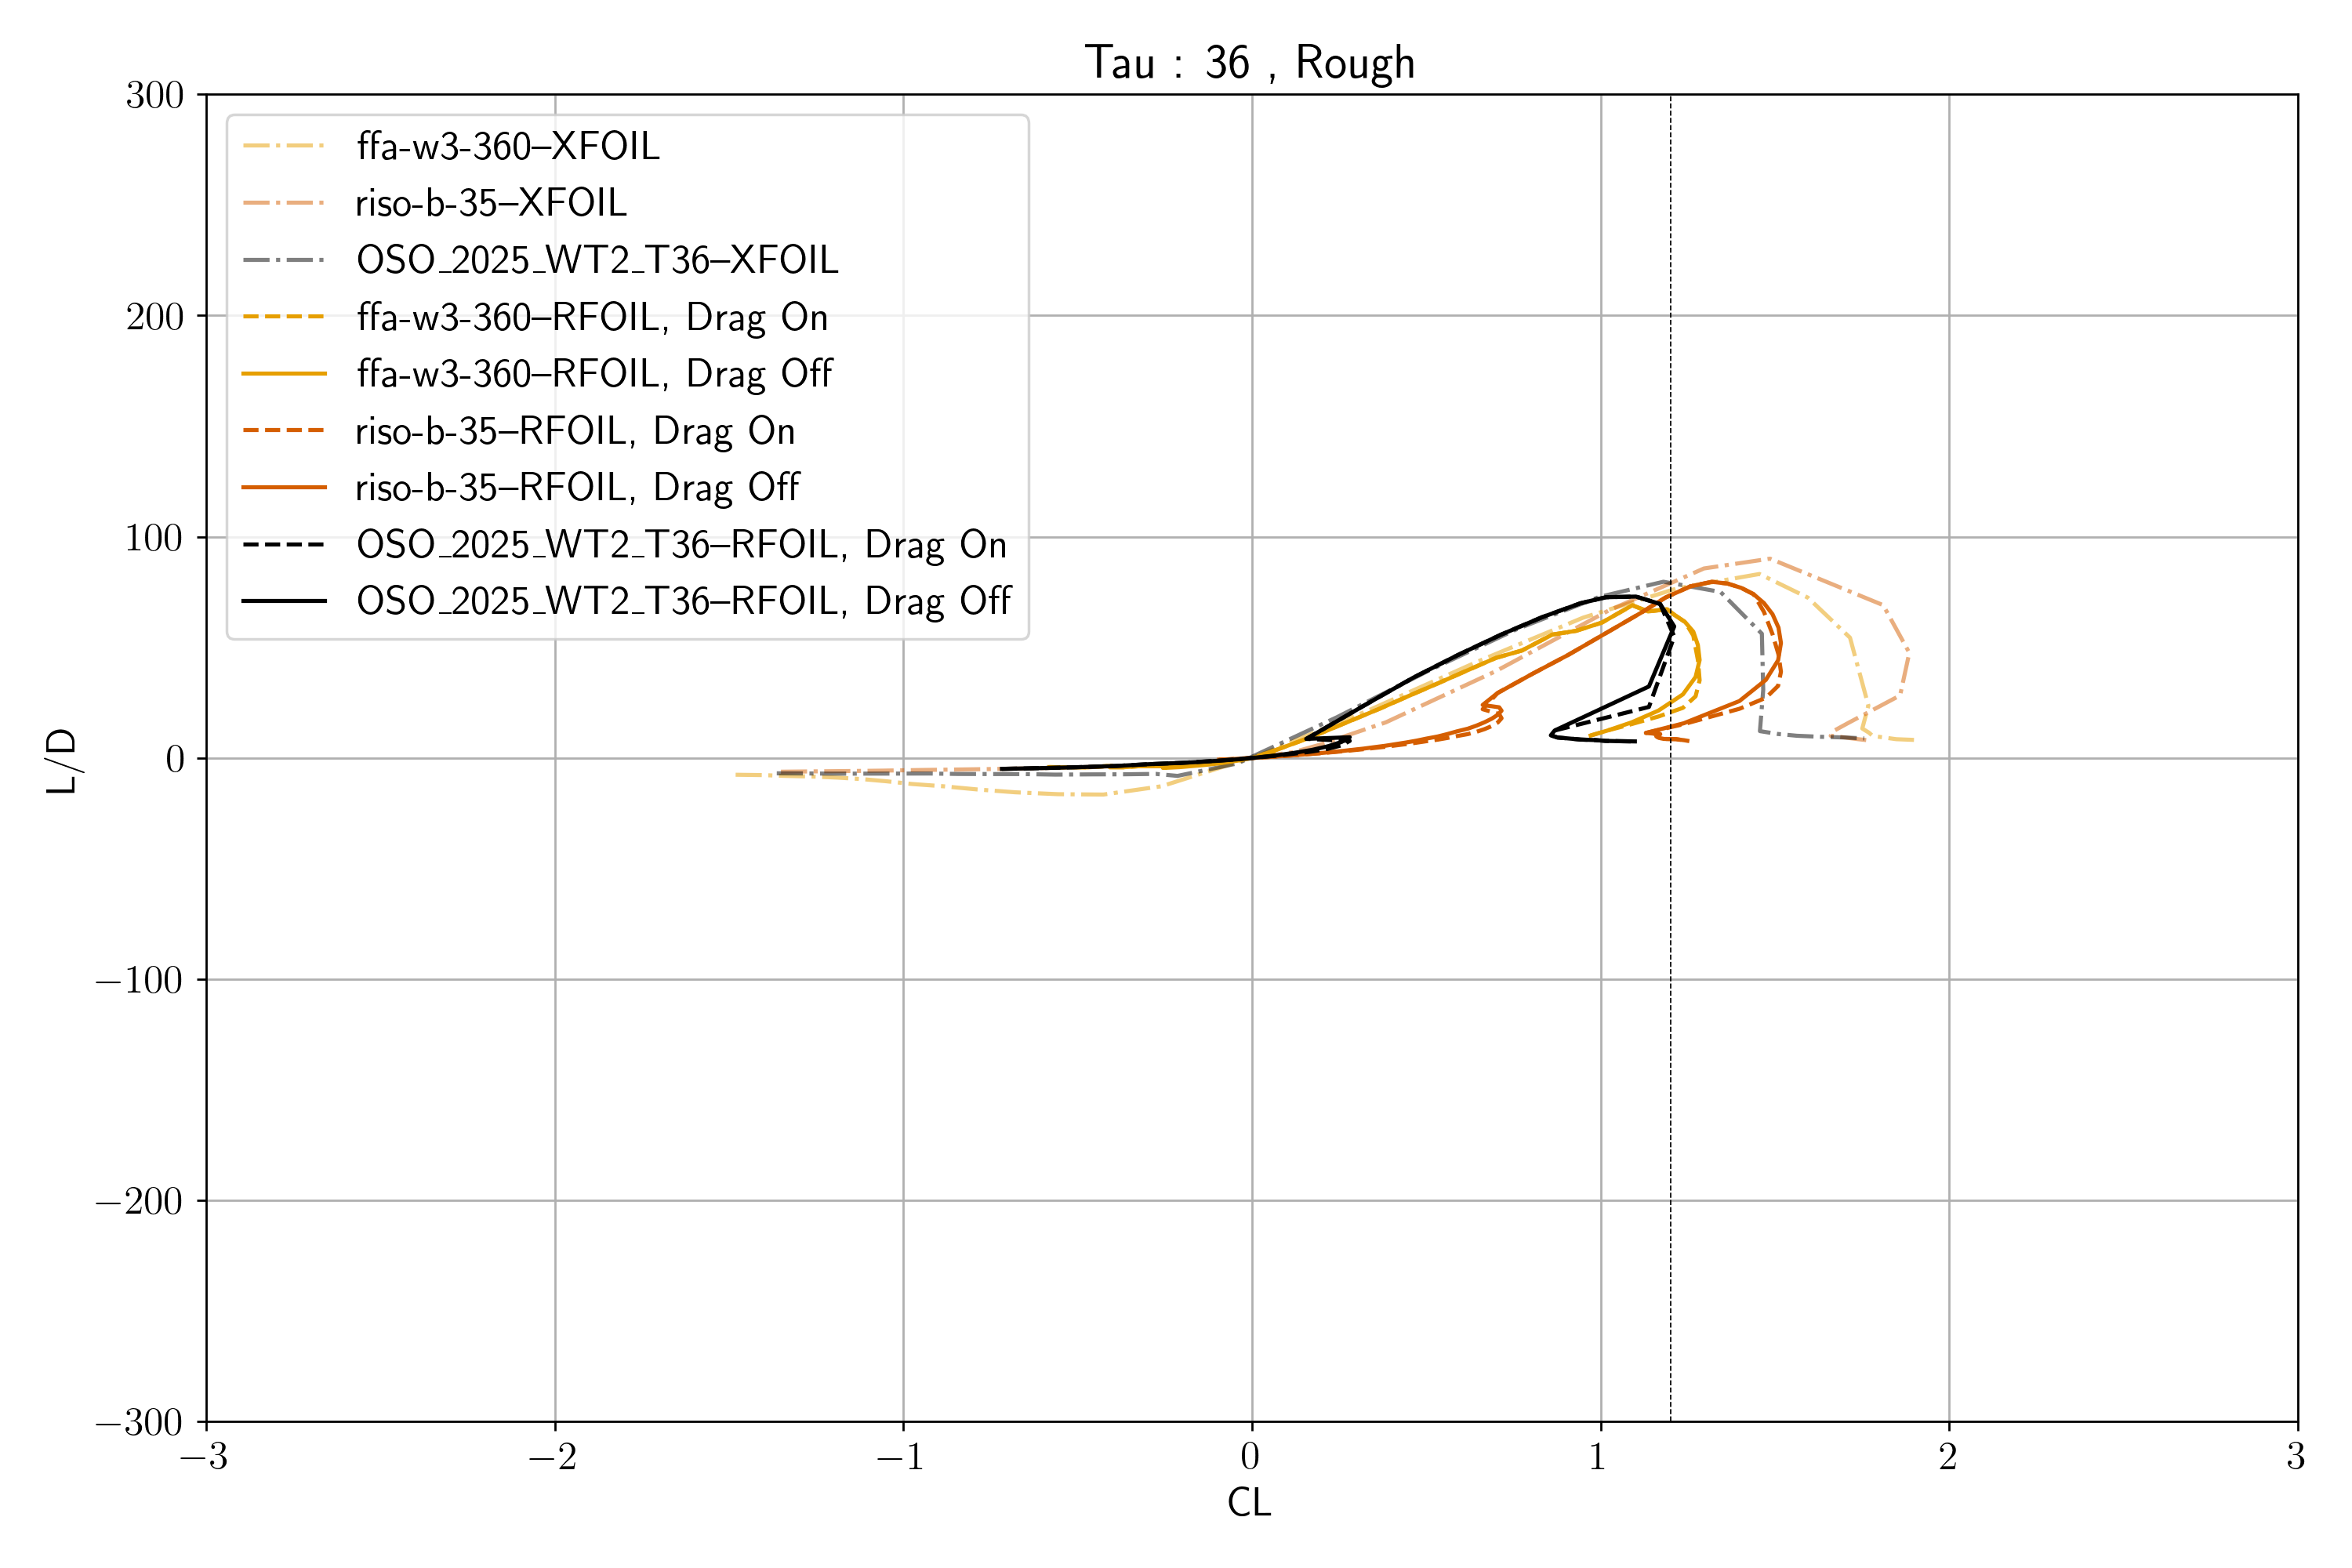 Tau : 36 , Rough
300
200
100
0
−100
−200
−300
L/D
ffa-w3-360–XFOIL
riso-b-35–XFOIL
OSO_2025_WT2_T36–XFOIL
ffa-w3-360–RFOIL, Drag On
ffa-w3-360–RFOIL, Drag Off
riso-b-35–RFOIL, Drag On
riso-b-35–RFOIL, Drag Off
OSO_2025_WT2_T36–RFOIL, Drag On
OSO_2025_WT2_T36–RFOIL, Drag Off
−3 −2 −1 0 1 2 3
CL